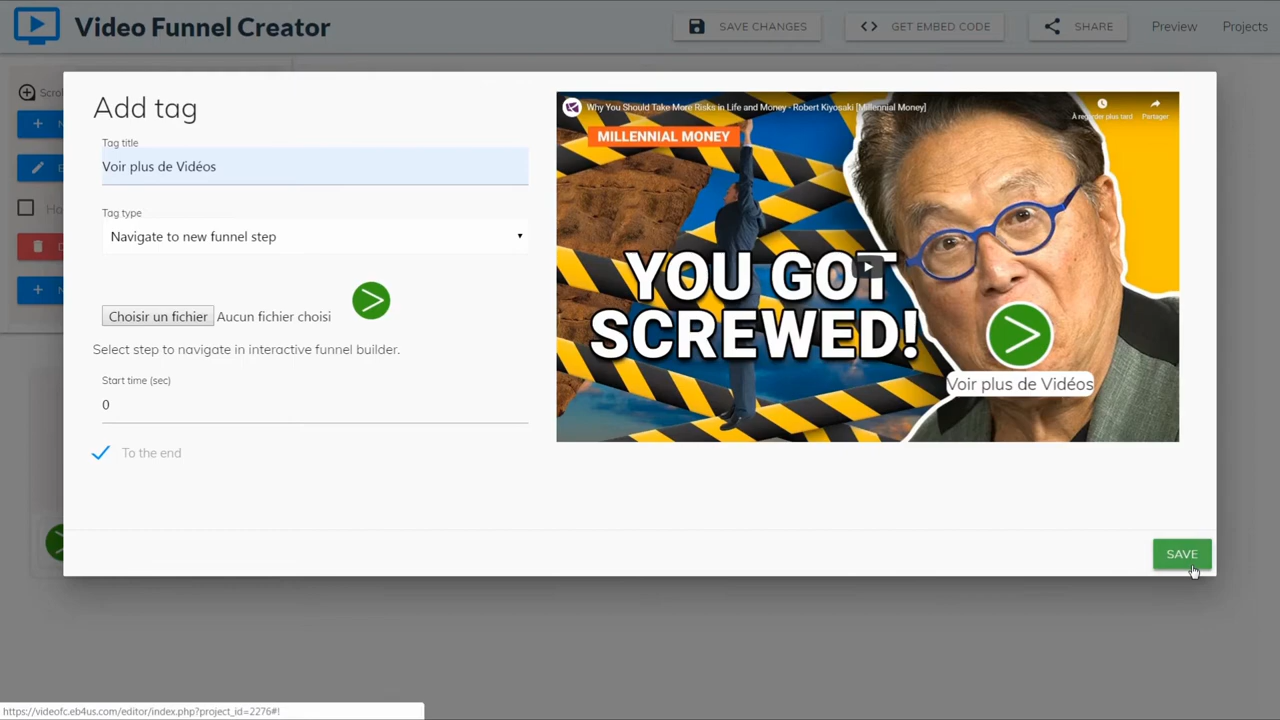 Video Funnel Creator
SAVE CHANGES
<> GET EMBED CODE
SHARE
Preview
Projects
Add tag
Tag title
Voir plus de Vidéos
Tag type
Navigate to new funnel step
Choisir un fichier Aucun fichier choisi
>
Select step to navigate in interactive funnel builder.
Start time (sec)
0
To the end
Why You Should Take More Risks in Life and Money - Robert Kiyosaki [Millennial Money]
À regarder plus tard
Partager
MILLENNIAL MONEY
YOU GOT
SCREWED!
>
Voir plus de Vidéos
SAVE
https://videofc.eb4us.com/editor/index.php?project_id=2276#!